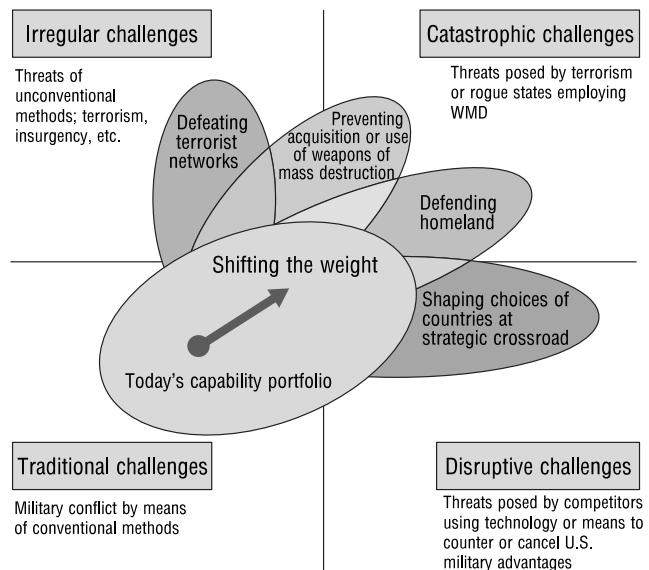 Irregular challenges
Threats of
unconventional
methods; terrorism,
insurgency, etc.
Catastrophic challenges
Threats posed by terrorism
or rogue states employing
WMD
Defeating
terrorist
networks
Preventing
acquisition or use
of weapons of
mass destruction
Defending
homeland
Shifting the weight
Shaping choices of
countries at
strategic crossroad
Today's capability portfolio
Traditional challenges
Military conflict by means
of conventional methods
Disruptive challenges
Threats posed by competitors
using technology or means to
counter or cancel U.S.
military advantages